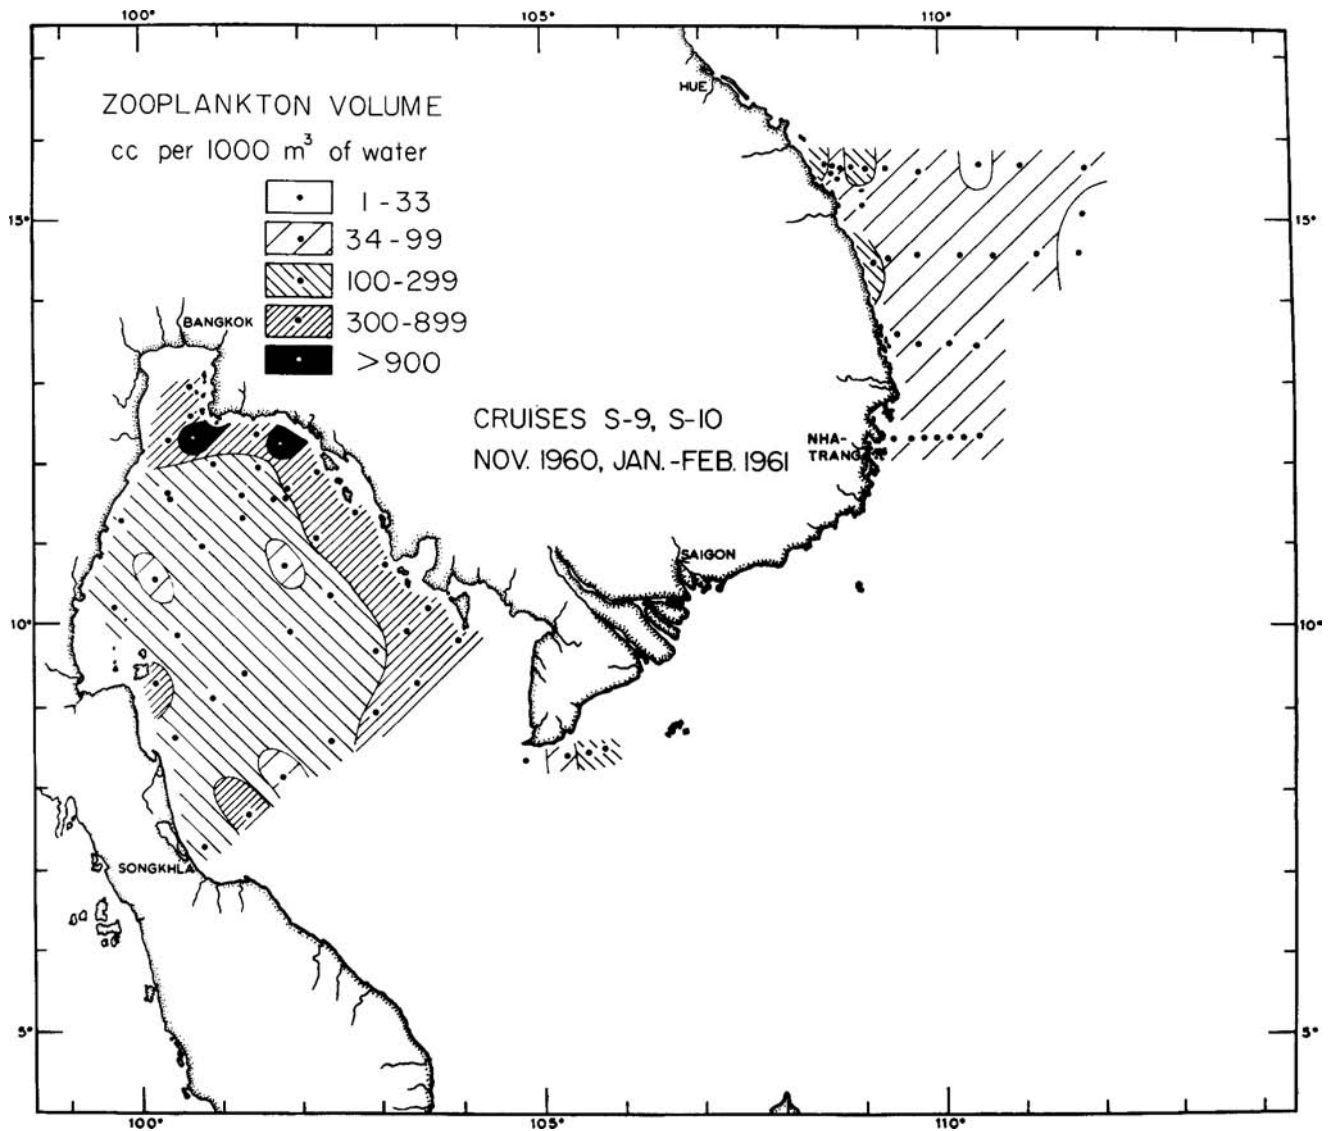 100° 105° 110°
HUE
ZOOPLANKTON VOLUME
cc per 1000 m³ of water
1-33
15° 15°
34-99
100-299
300-899
BANGKOK
>900
CRUISES S-9, S-10
NOV. 1960, JAN.-FEB. 1961
NHA-
TRANG
SAIGON
10° 10°
SONGKHLA
5° 5°
100° 105° 110°